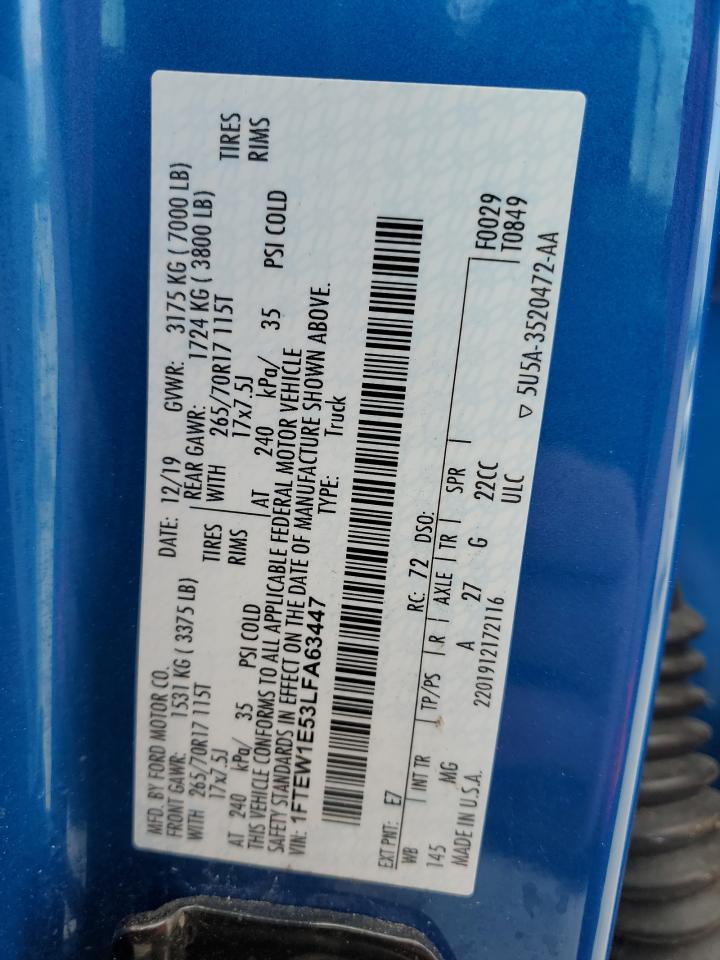 MFD. BY FORD MOTOR CO.
DATE: 12/19 GVWR: 3175 KG ( 7000 LB)
FRONT GAWR: 1531 KG ( 3375 LB) REAR GAWR: 1724 KG ( 3800 LB)
WITH 265/70R17 115T TIRES WITH 265/70R17 115T TIRES
17x7.5J RIMS 17x7.5J RIMS
AT 240 kPa/ 35 PSI COLD AT 240 kPa/ 35 PSI COLD
THIS VEHICLE CONFORMS TO ALL APPLICABLE FEDERAL MOTOR VEHICLE
SAFETY STANDARDS IN EFFECT ON THE DATE OF MANUFACTURE SHOWN ABOVE.
VIN: 1FTEW1E53LFA63447 TYPE: Truck
EXT PNT: E7 RC: 72 DSO: F0029
WB INT TR TP/PS R AXLE TR SPR T0849
145 MG A 27 G 22CC
MADE IN U.S.A. 2201912172116 ULC
▽ 5U5A-3520472-AA